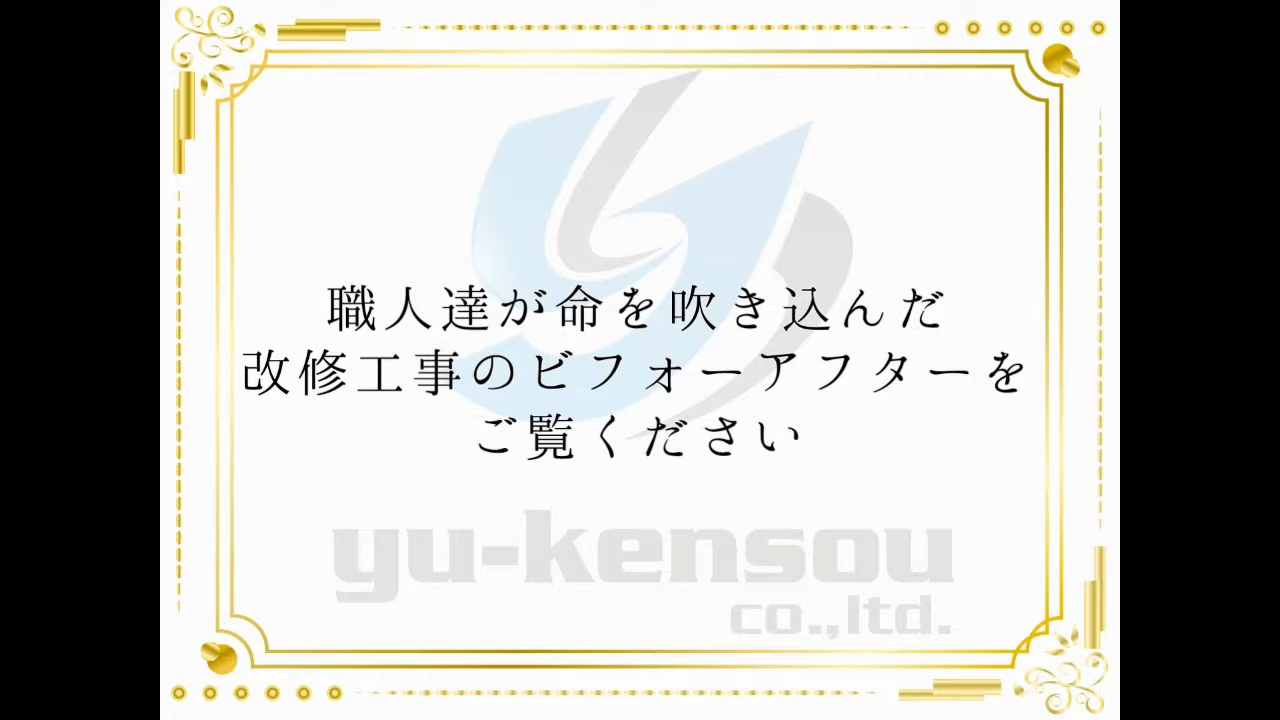 職人達が命を吹き込んだ
改修工事のビフォーアフターを
ご覧ください
yu-kensou
co.,ltd.